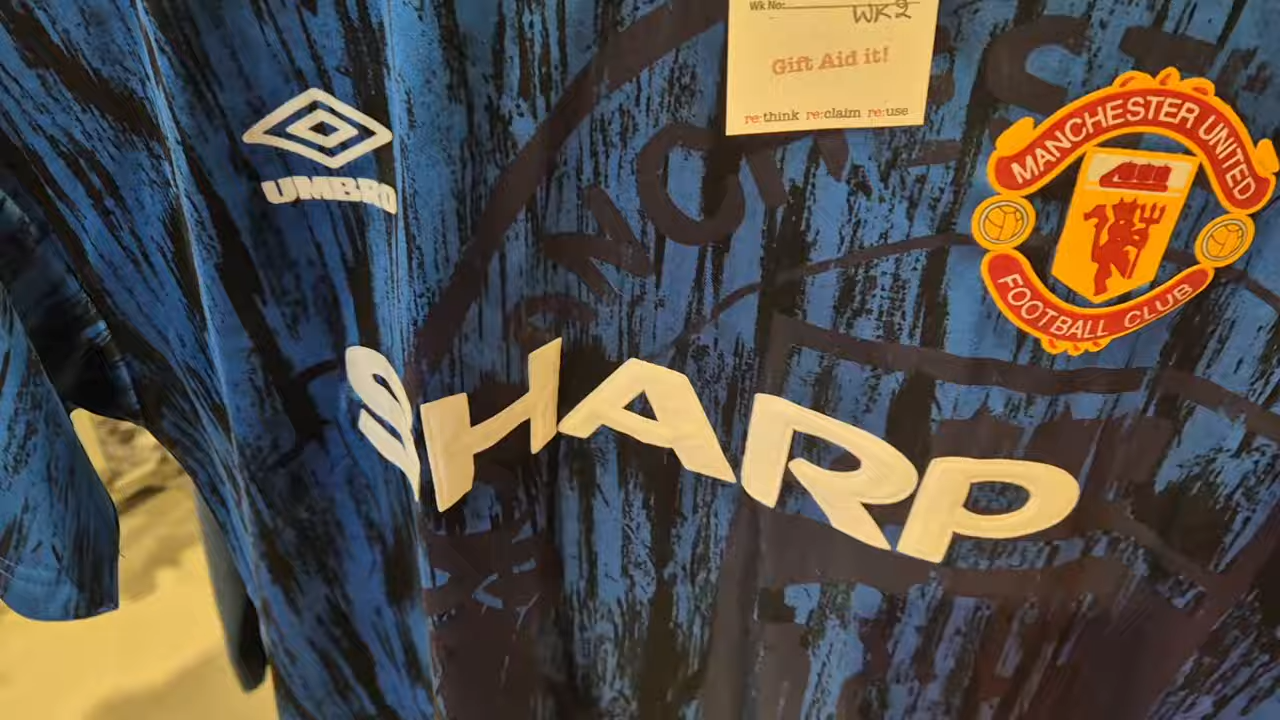 Wk No: WK2
Gift Aid it!
re:think re:claim re:use
UMBRO
MANCHESTER UNITED
FOOTBALL CLUB
SHARP